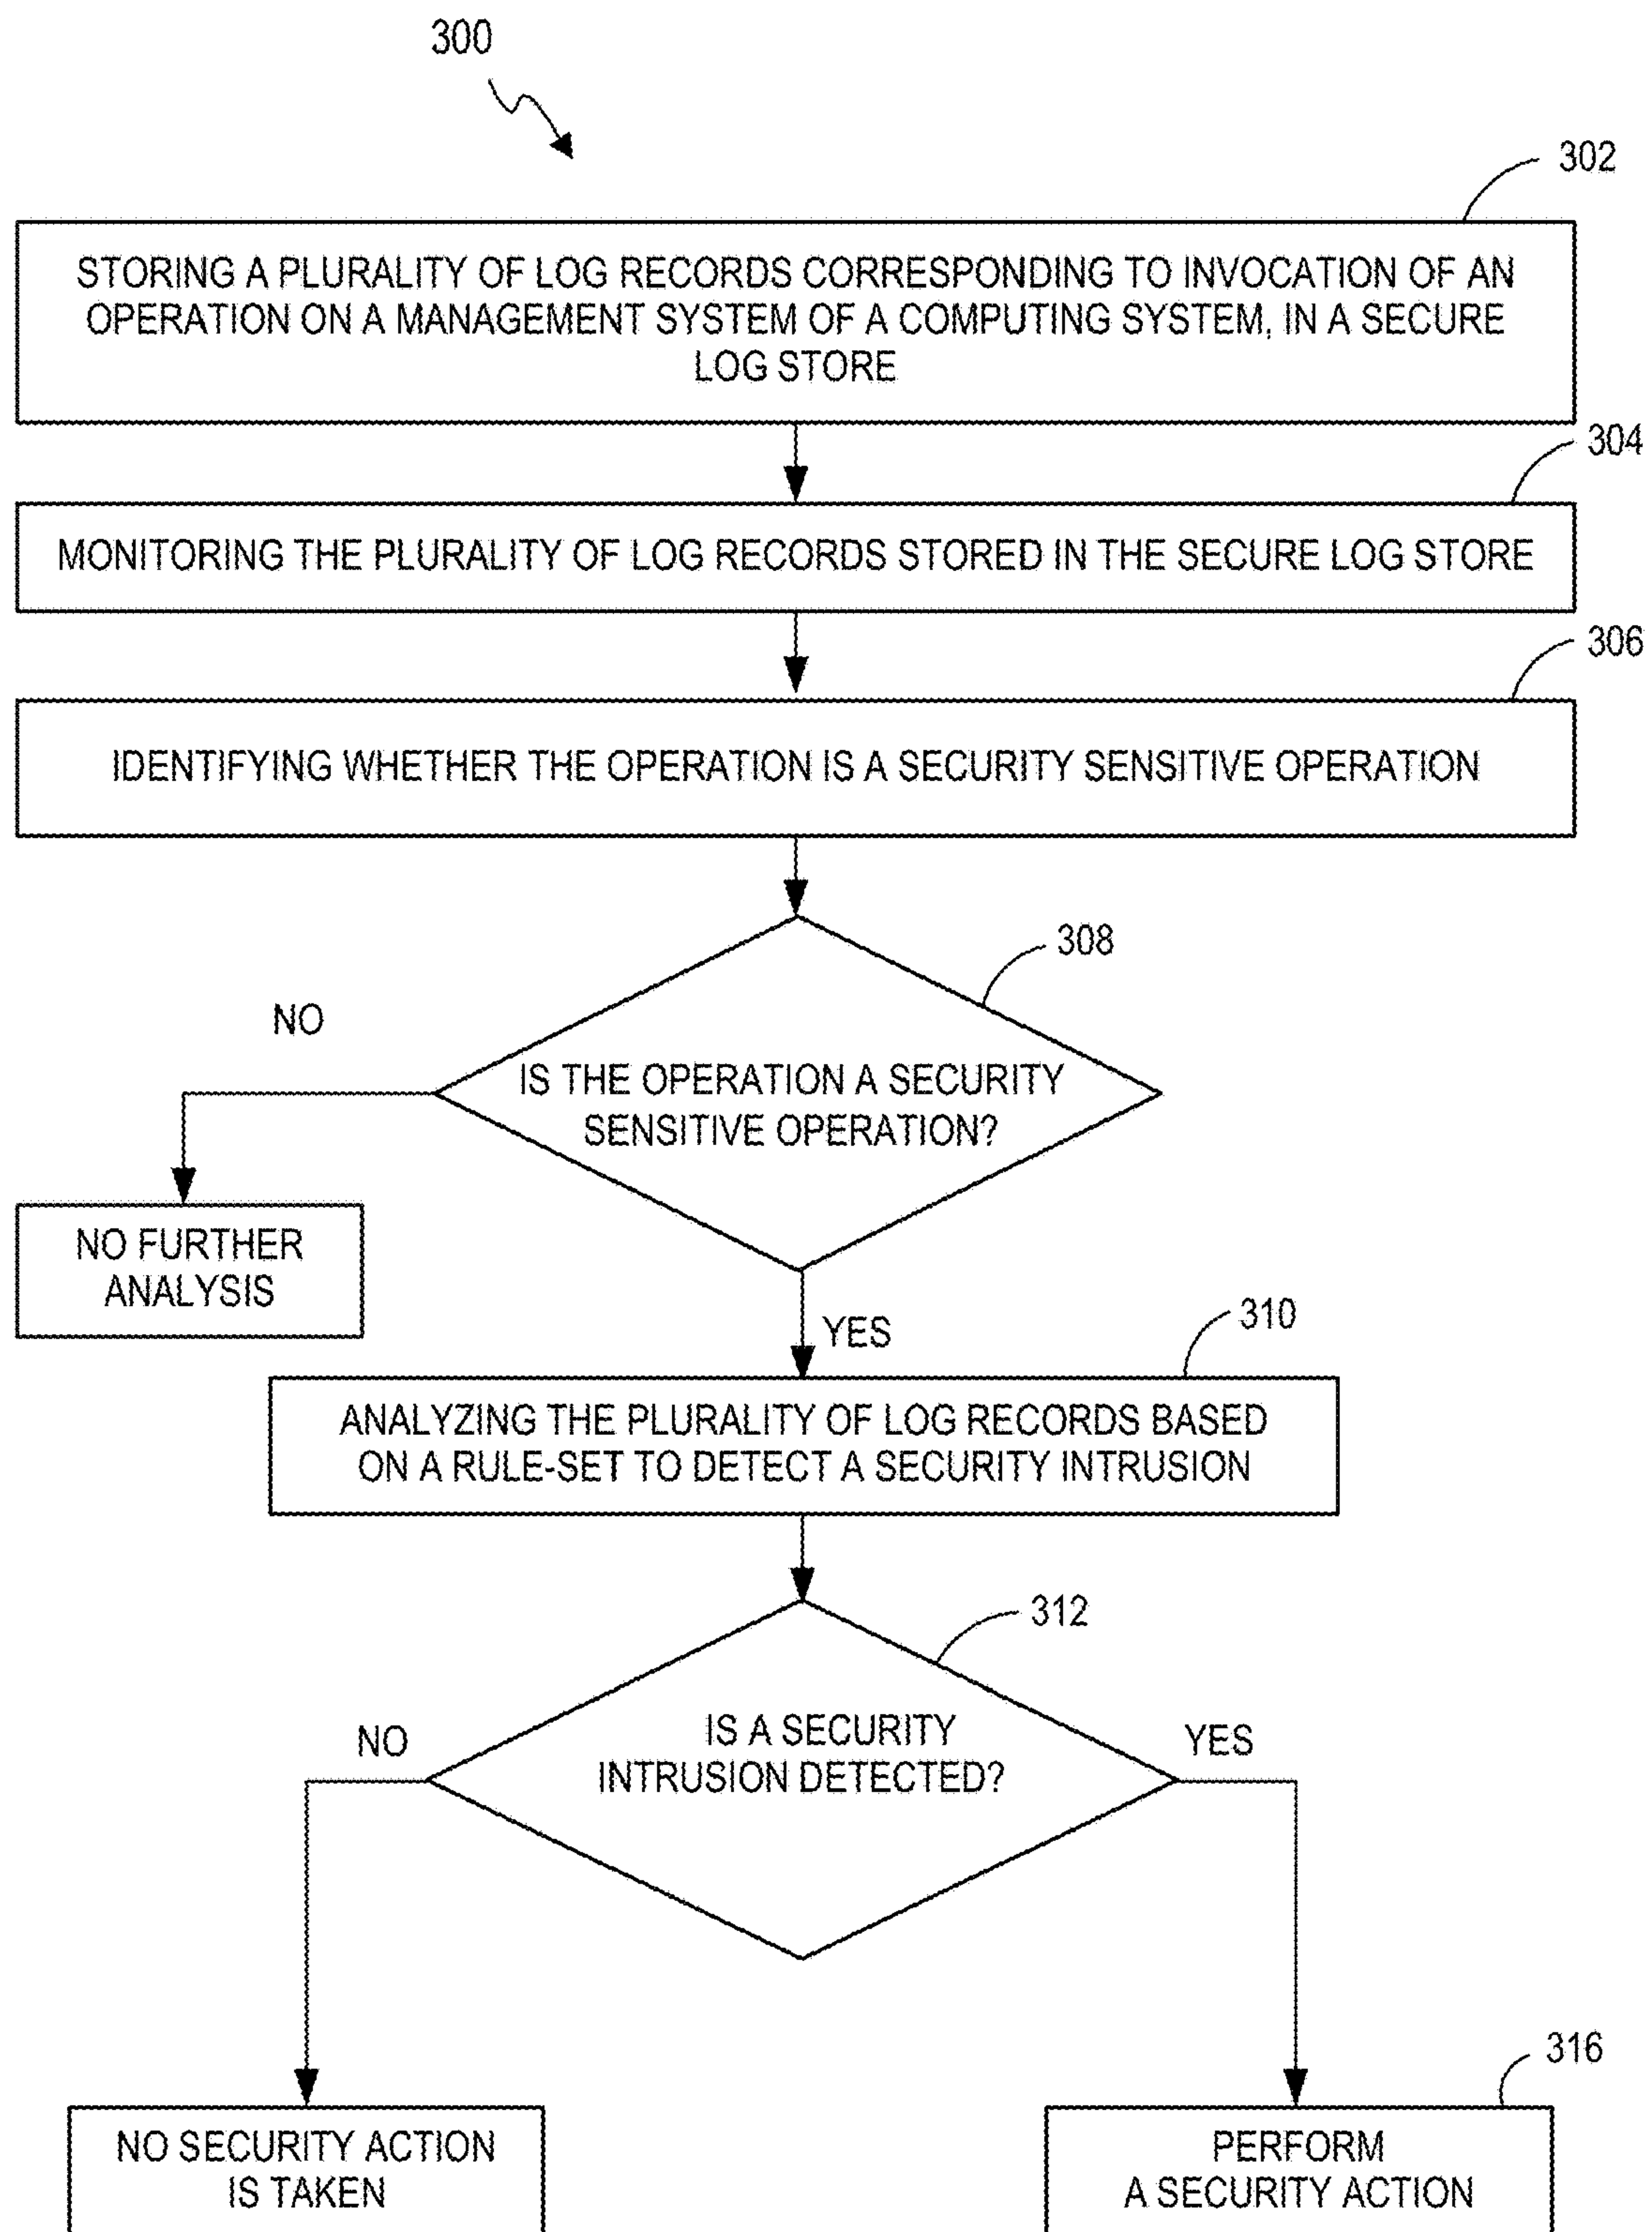 300
302
STORING A PLURALITY OF LOG RECORDS CORRESPONDING TO INVOCATION OF AN
OPERATION ON A MANAGEMENT SYSTEM OF A COMPUTING SYSTEM, IN A SECURE
LOG STORE
304
MONITORING THE PLURALITY OF LOG RECORDS STORED IN THE SECURE LOG STORE
306
IDENTIFYING WHETHER THE OPERATION IS A SECURITY SENSITIVE OPERATION
308
NO
IS THE OPERATION A SECURITY
SENSITIVE OPERATION?
NO FURTHER
ANALYSIS
YES
310
ANALYZING THE PLURALITY OF LOG RECORDS BASED
ON A RULE-SET TO DETECT A SECURITY INTRUSION
312
NO
IS A SECURITY
INTRUSION DETECTED?
YES
316
NO SECURITY ACTION
IS TAKEN
PERFORM
A SECURITY ACTION